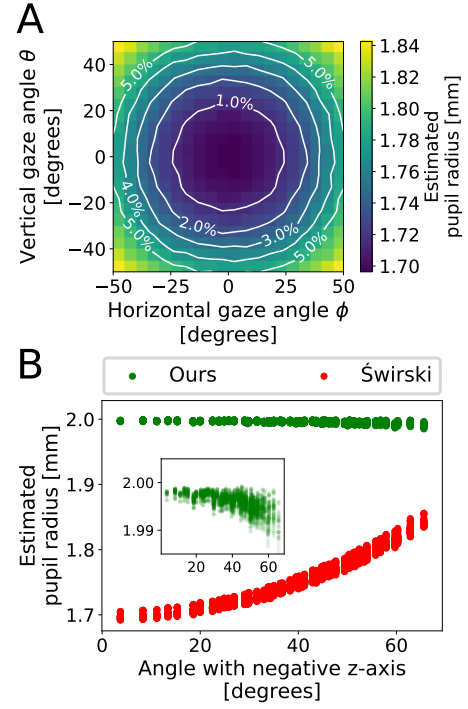 A
Vertical gaze angle θ
[degrees]
40
20
0
−20
−40
5.0%
5.0%
1.0%
4.0%
2.0%
3.0%
5.0%
5.0%
−50
−25
0
25
50
Horizontal gaze angle ϕ
[degrees]
1.84
1.82
1.80
1.78
1.76
1.74
1.72
1.70
Estimated
pupil radius [mm]
B
Ours
Świrski
Estimated
pupil radius [mm]
2.0
1.9
1.8
1.7
2.00
1.99
20
40
60
0
20
40
60
Angle with negative z-axis
[degrees]